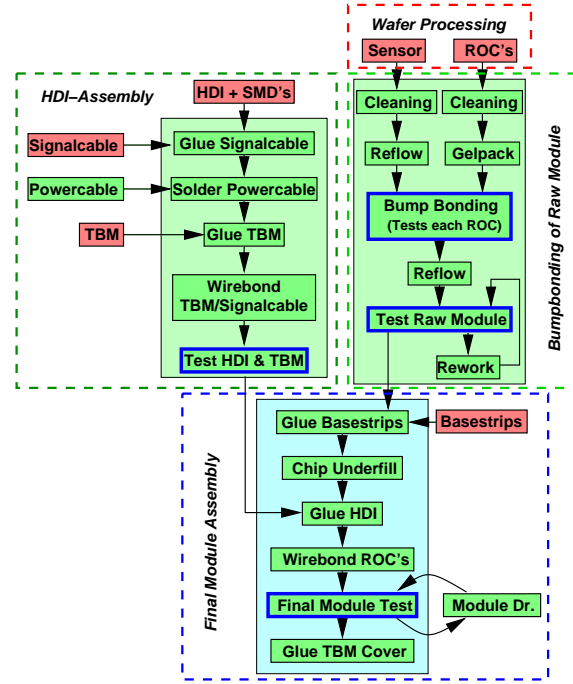 Wafer Processing
Sensor
ROC's
HDI–Assembly
HDI + SMD's
Signalcable
Glue Signalcable
Powercable
Solder Powercable
TBM
Glue TBM
Wirebond
TBM/Signalcable
Test HDI & TBM
Cleaning
Cleaning
Reflow
Gelpack
Bump Bonding
(Tests each ROC)
Reflow
Test Raw Module
Rework
Bumpbonding of Raw Module
Final Module Assembly
Glue Basestrips
Basestrips
Chip Underfill
Glue HDI
Wirebond ROC's
Final Module Test
Module Dr.
Glue TBM Cover